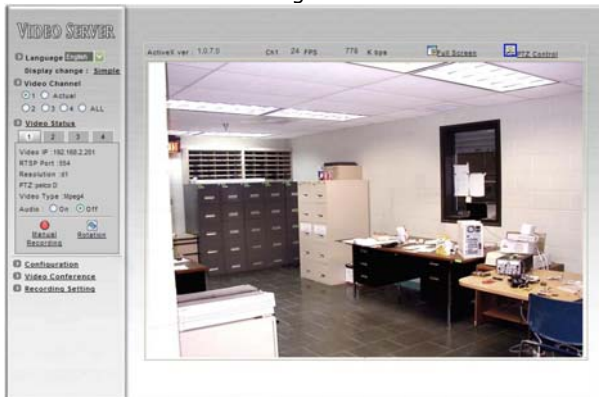 VIDEO SERVER
Language English
Display change : Simple
Video Channel
1 Actual
2 3 4 ALL
Video Status
1 2 3 4
Video IP :192.168.2.201
RTSP Port :554
Resolution :d1
PTZ:pelco D
Video Type :Mpeg4
Audio : On Off
Manual Recording
Rotation
Configuration
Video Conference
Recording Setting
ActiveX ver : 1.0.7.0 Ch1 24 FPS 778 K bps Full Screen PTZ Control